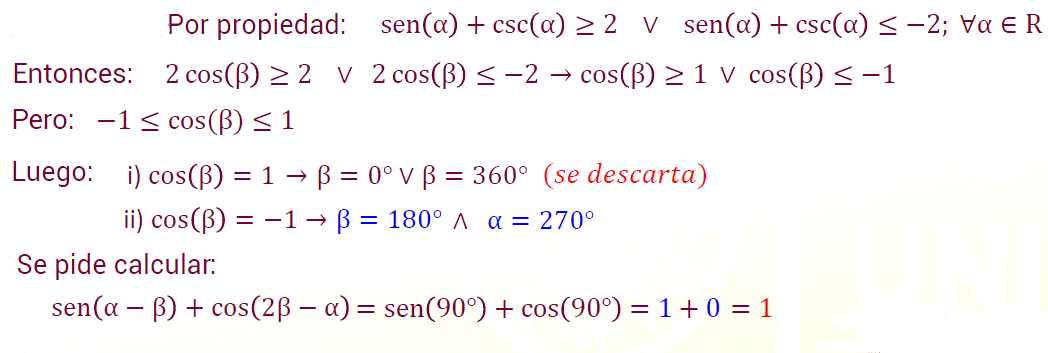 Por propiedad: sen(α) + csc(α) ≥ 2 ∨ sen(α) + csc(α) ≤ −2; ∀α ∈ R
Entonces: 2 cos(β) ≥ 2 ∨ 2 cos(β) ≤ −2 → cos(β) ≥ 1 ∨ cos(β) ≤ −1
Pero: −1 ≤ cos(β) ≤ 1
Luego: i) cos(β) = 1 → β = 0° ∨ β = 360° (se descarta)
ii) cos(β) = −1 → β = 180° ∧ α = 270°
Se pide calcular:
sen(α − β) + cos(2β − α) = sen(90°) + cos(90°) = 1 + 0 = 1
UNI